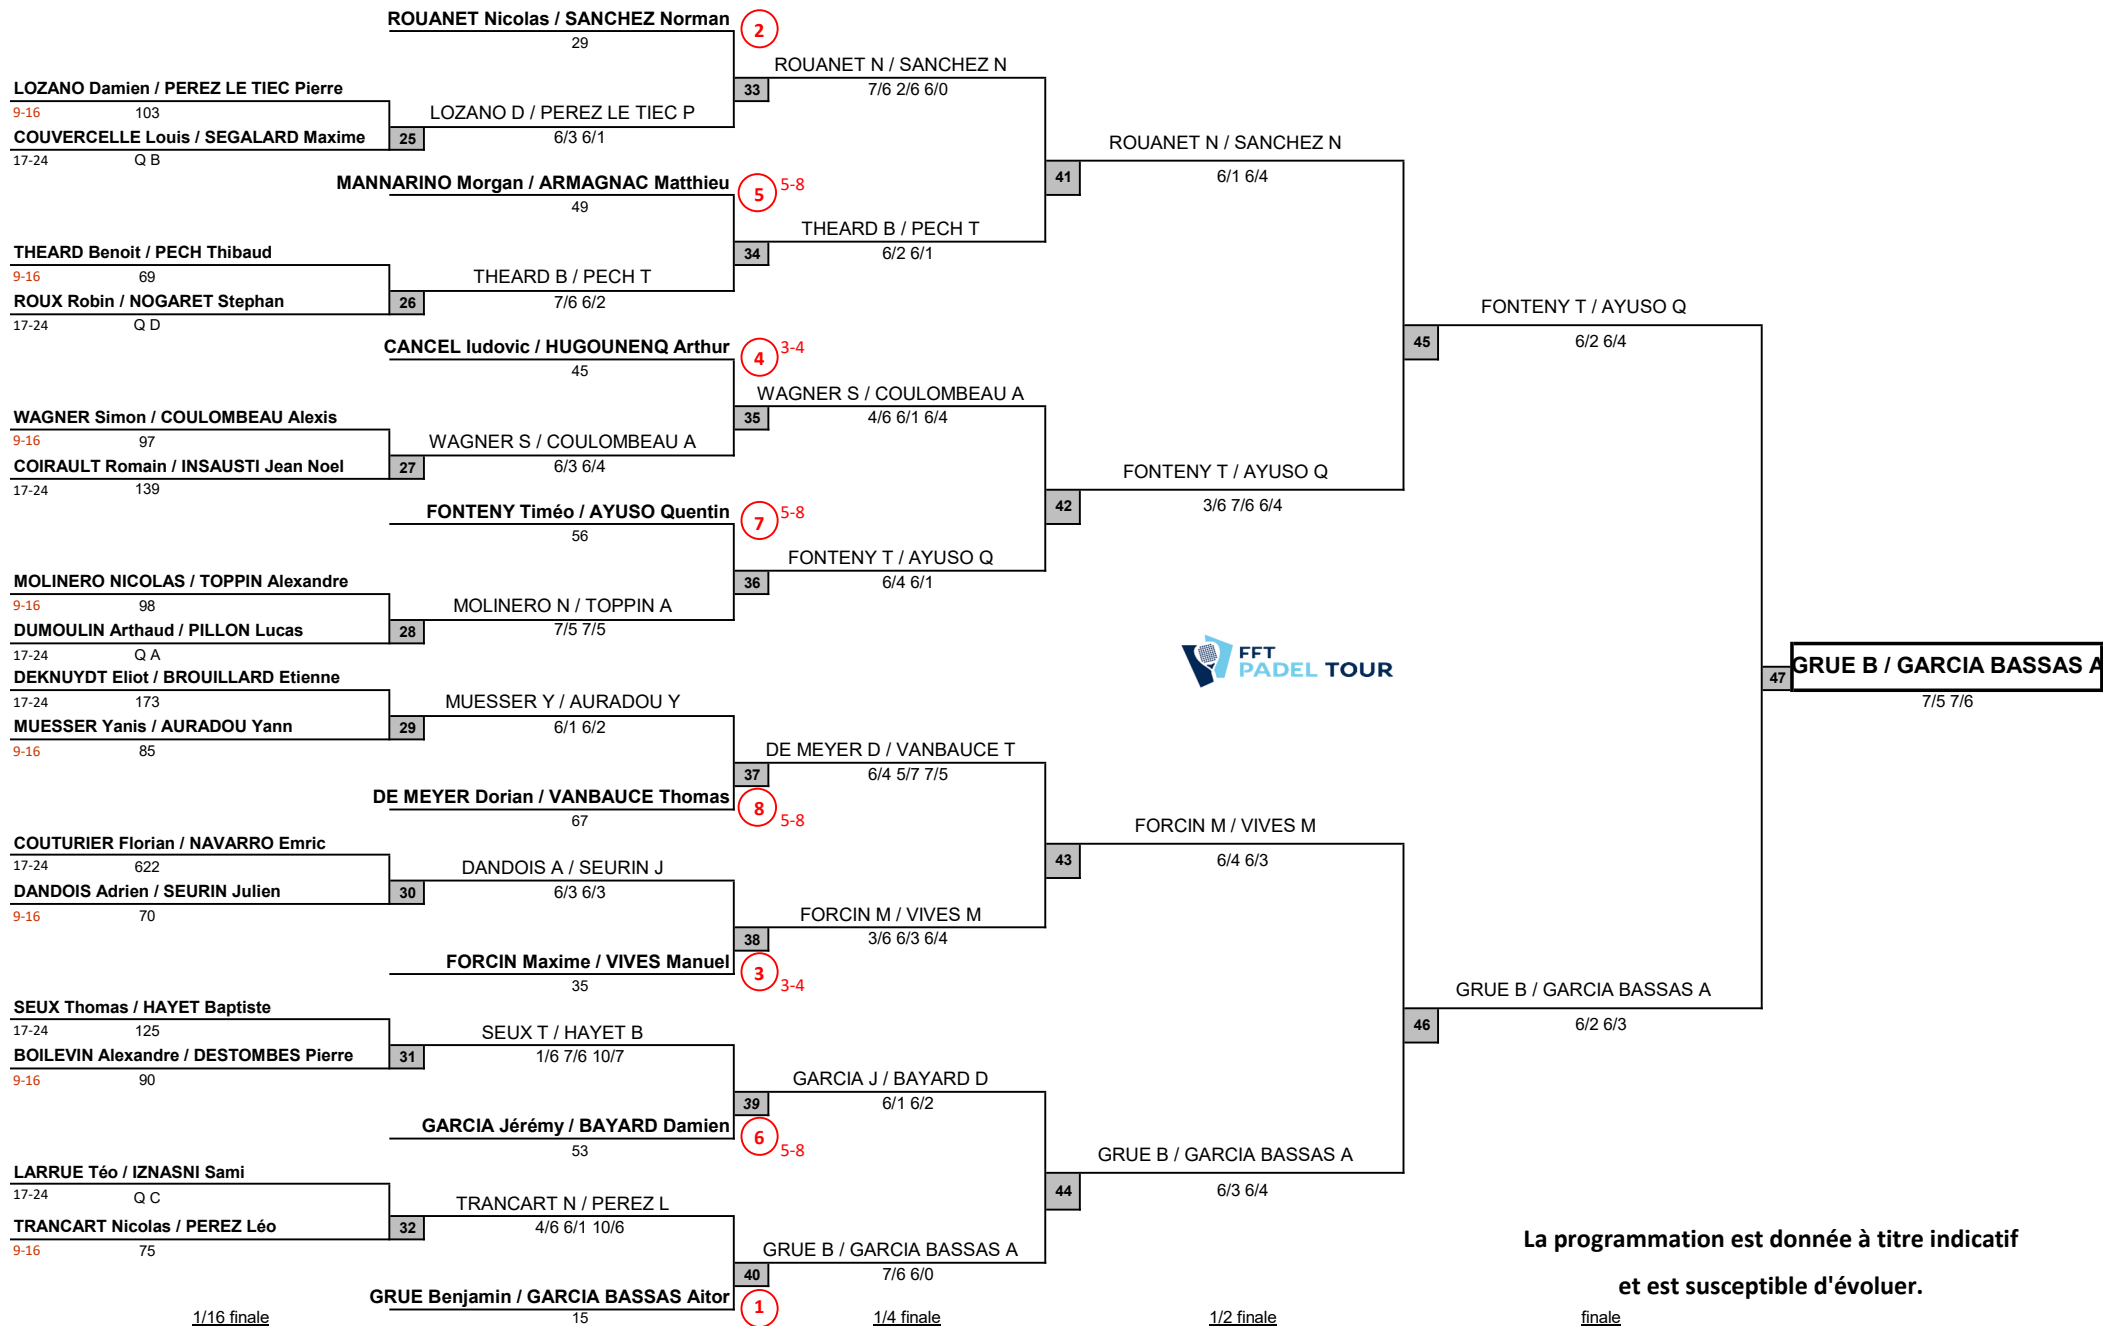 ROUANET Nicolas / SANCHEZ Norman
2
29
ROUANET N / SANCHEZ N
LOZANO Damien / PEREZ LE TIEC Pierre
33
7/6 2/6 6/0
9-16
103
LOZANO D / PEREZ LE TIEC P
COUVERCELLE Louis / SEGALARD Maxime
25
6/3 6/1
ROUANET N / SANCHEZ N
17-24
Q B
MANNARINO Morgan / ARMAGNAC Matthieu
5
5-8
41
6/1 6/4
49
THEARD B / PECH T
THEARD Benoit / PECH Thibaud
34
6/2 6/1
9-16
69
THEARD B / PECH T
ROUX Robin / NOGARET Stephan
26
7/6 6/2
FONTENY T / AYUSO Q
17-24
Q D
CANCEL ludovic / HUGOUNENQ Arthur
4
3-4
45
6/2 6/4
45
WAGNER S / COULOMBEAU A
WAGNER Simon / COULOMBEAU Alexis
35
4/6 6/1 6/4
9-16
97
WAGNER S / COULOMBEAU A
COIRAULT Romain / INSAUSTI Jean Noel
27
6/3 6/4
FONTENY T / AYUSO Q
17-24
139
FONTENY Timéo / AYUSO Quentin
7
5-8
42
3/6 7/6 6/4
56
FONTENY T / AYUSO Q
MOLINERO NICOLAS / TOPPIN Alexandre
36
6/4 6/1
9-16
98
MOLINERO N / TOPPIN A
DUMOULIN Arthaud / PILLON Lucas
28
7/5 7/5
17-24
Q A
FFT
PADEL TOUR
DEKNUYDT Eliot / BROUILLARD Etienne
47
GRUE B / GARCIA BASSAS A
17-24
173
MUESSER Y / AURADOU Y
7/5 7/6
MUESSER Yanis / AURADOU Yann
29
6/1 6/2
9-16
85
DE MEYER D / VANBAUCE T
37
6/4 5/7 7/5
DE MEYER Dorian / VANBAUCE Thomas
8
5-8
67
FORCIN M / VIVES M
COUTURIER Florian / NAVARRO Emric
17-24
622
DANDOIS A / SEURIN J
43
6/4 6/3
DANDOIS Adrien / SEURIN Julien
30
6/3 6/3
9-16
70
FORCIN M / VIVES M
38
3/6 6/3 6/4
FORCIN Maxime / VIVES Manuel
3
3-4
35
GRUE B / GARCIA BASSAS A
SEUX Thomas / HAYET Baptiste
17-24
125
SEUX T / HAYET B
46
6/2 6/3
BOILEVIN Alexandre / DESTOMBES Pierre
31
1/6 7/6 10/7
9-16
90
GARCIA J / BAYARD D
39
6/1 6/2
GARCIA Jérémy / BAYARD Damien
6
5-8
53
GRUE B / GARCIA BASSAS A
LARRUE Téo / IZNASNI Sami
17-24
Q C
TRANCART N / PEREZ L
44
6/3 6/4
TRANCART Nicolas / PEREZ Léo
32
4/6 6/1 10/6
9-16
75
GRUE B / GARCIA BASSAS A
La programmation est donnée à titre indicatif
40
7/6 6/0
et est susceptible d'évoluer.
GRUE Benjamin / GARCIA BASSAS Aitor
1
15
1/16 finale
1/4 finale
1/2 finale
finale